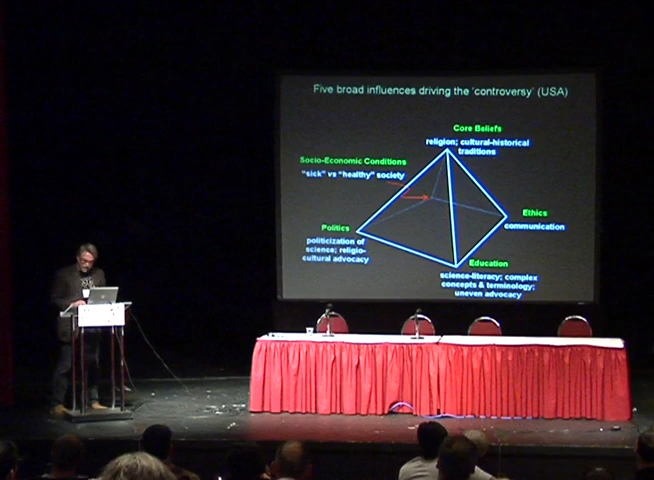 Five broad influences driving the 'controversy' (USA)
Core Beliefs
religion; cultural-historical
traditions
Socio-Economic Conditions
"sick" vs "healthy" society
Ethics
communication
Politics
politicization of
science; religio-
cultural advocacy
Education
science-literacy; complex
concepts & terminology;
uneven advocacy